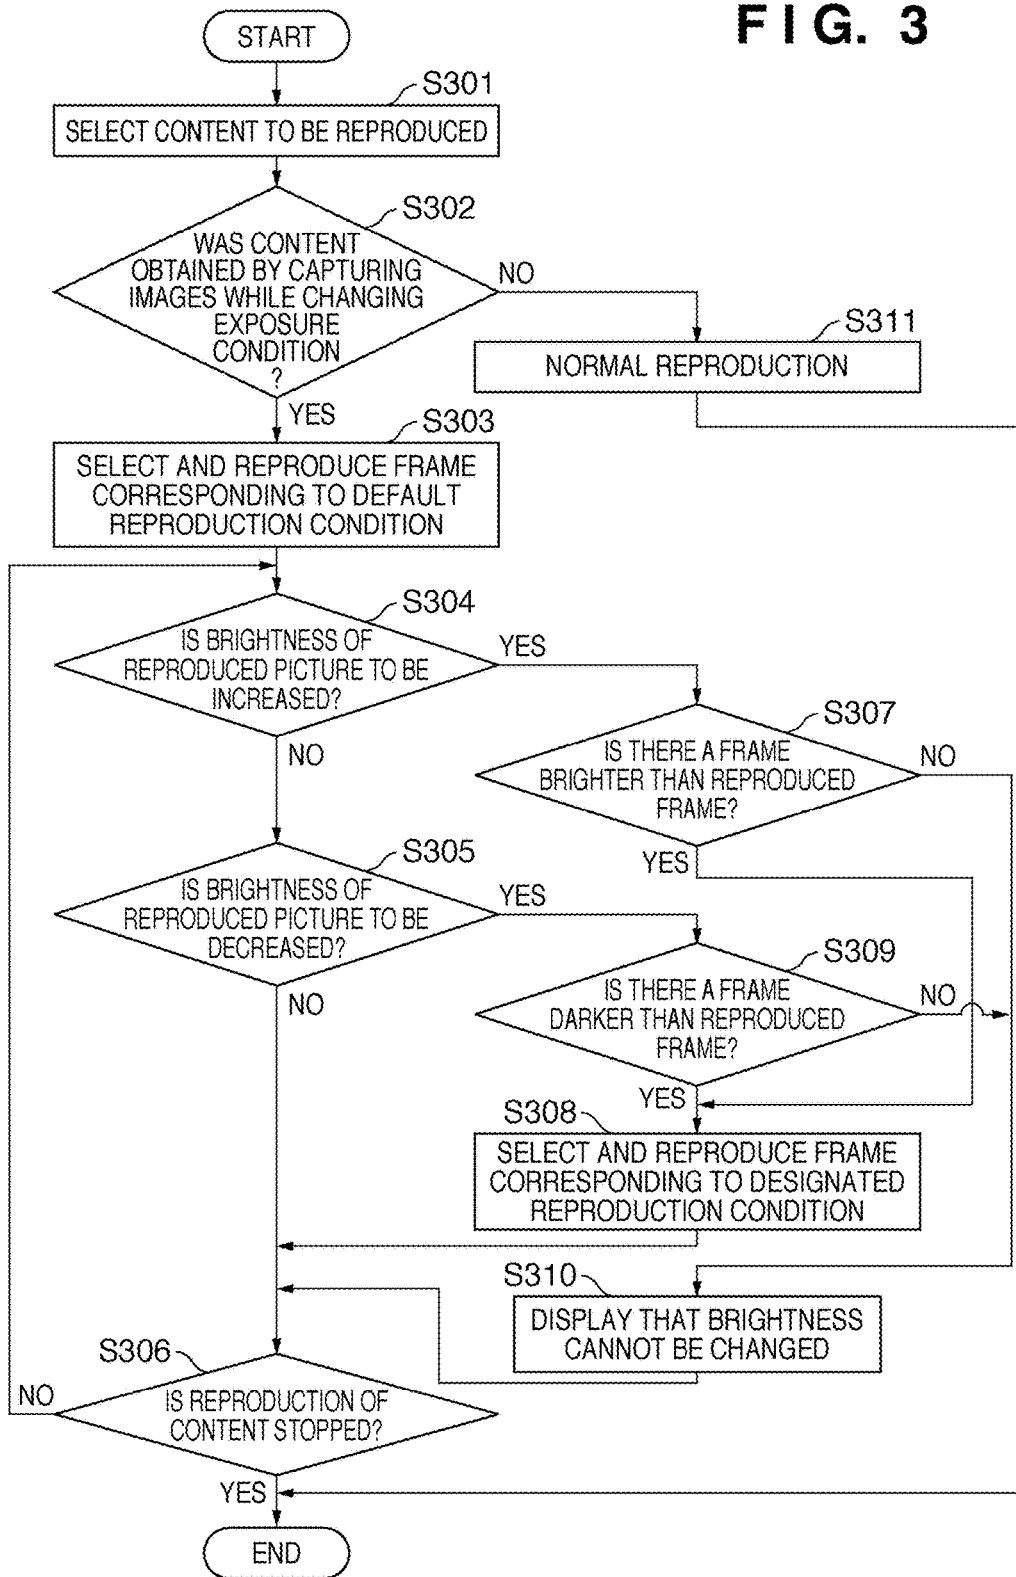 FIG. 3
START
S301
SELECT CONTENT TO BE REPRODUCED
S302
WAS CONTENT
OBTAINED BY CAPTURING
IMAGES WHILE CHANGING
EXPOSURE
CONDITION
?
NO
YES
S311
NORMAL REPRODUCTION
S303
SELECT AND REPRODUCE FRAME
CORRESPONDING TO DEFAULT
REPRODUCTION CONDITION
S304
IS BRIGHTNESS OF
REPRODUCED PICTURE TO BE
INCREASED?
YES
NO
S307
IS THERE A FRAME
BRIGHTER THAN REPRODUCED
FRAME?
NO
YES
S305
IS BRIGHTNESS OF
REPRODUCED PICTURE TO BE
DECREASED?
YES
NO
S309
IS THERE A FRAME
DARKER THAN REPRODUCED
FRAME?
NO
YES
S308
SELECT AND REPRODUCE FRAME
CORRESPONDING TO DESIGNATED
REPRODUCTION CONDITION
S310
DISPLAY THAT BRIGHTNESS
CANNOT BE CHANGED
S306
IS REPRODUCTION OF
CONTENT STOPPED?
NO
YES
END